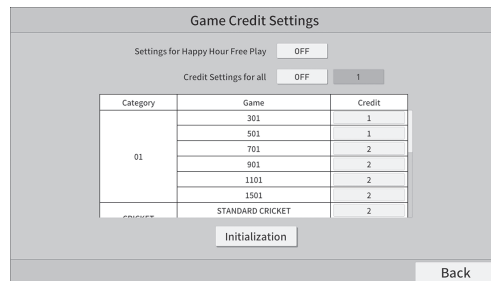 Game Credit Settings
Settings for Happy Hour Free Play OFF
Credit Settings for all OFF 1
Category Game Credit
01
301 1
501 1
701 2
901 2
1101 2
1501 2
CRICKET
STANDARD CRICKET 2
Initialization
Back